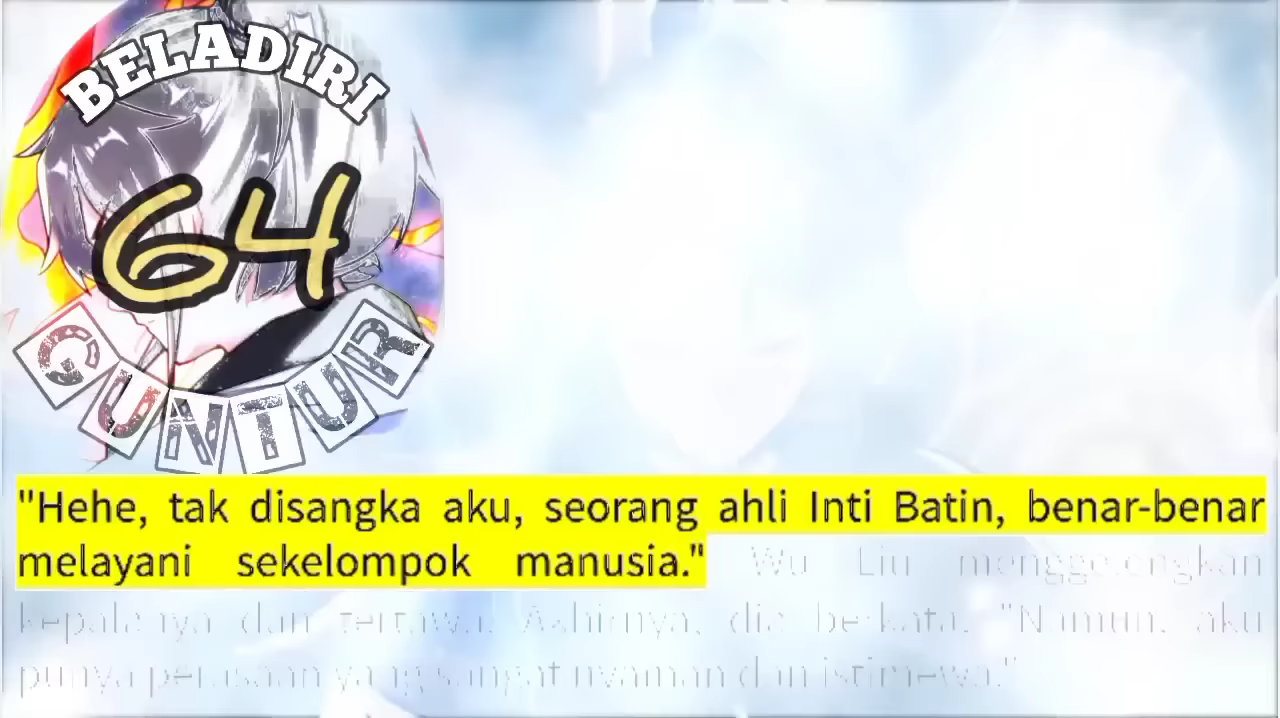 BELADIRI
64
GUNTUR
"Hehe, tak disangka aku, seorang ahli Inti Batin, benar-benar
melayani sekelompok manusia." Wu Liu menggelengkan
kepalanya dan tertawa. Akhirnya, dia berkata. "Namun, aku
punya perasaan yang sangat nyaman dan istimewa."